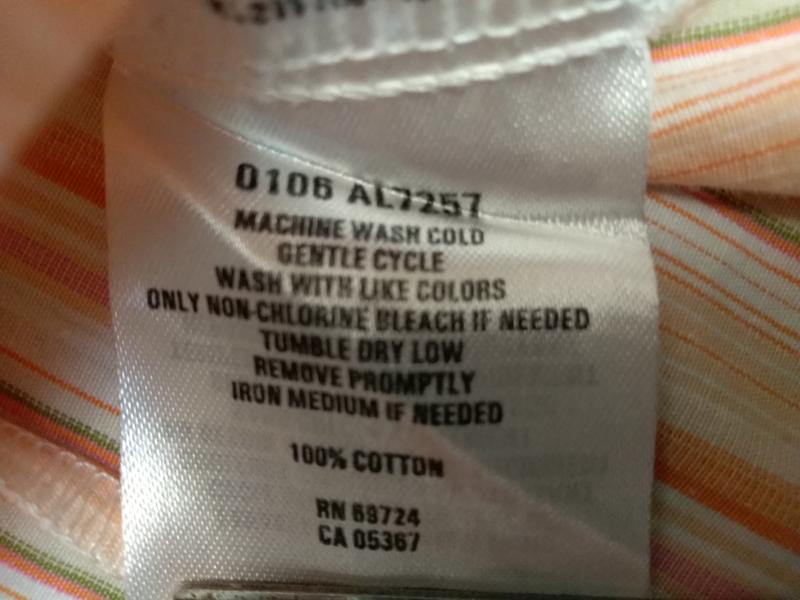 0106 AL7257
MACHINE WASH COLD
GENTLE CYCLE
WASH WITH LIKE COLORS
ONLY NON-CHLORINE BLEACH IF NEEDED
TUMBLE DRY LOW
REMOVE PROMPTLY
IRON MEDIUM IF NEEDED
100% COTTON
RN 69724
CA 05367